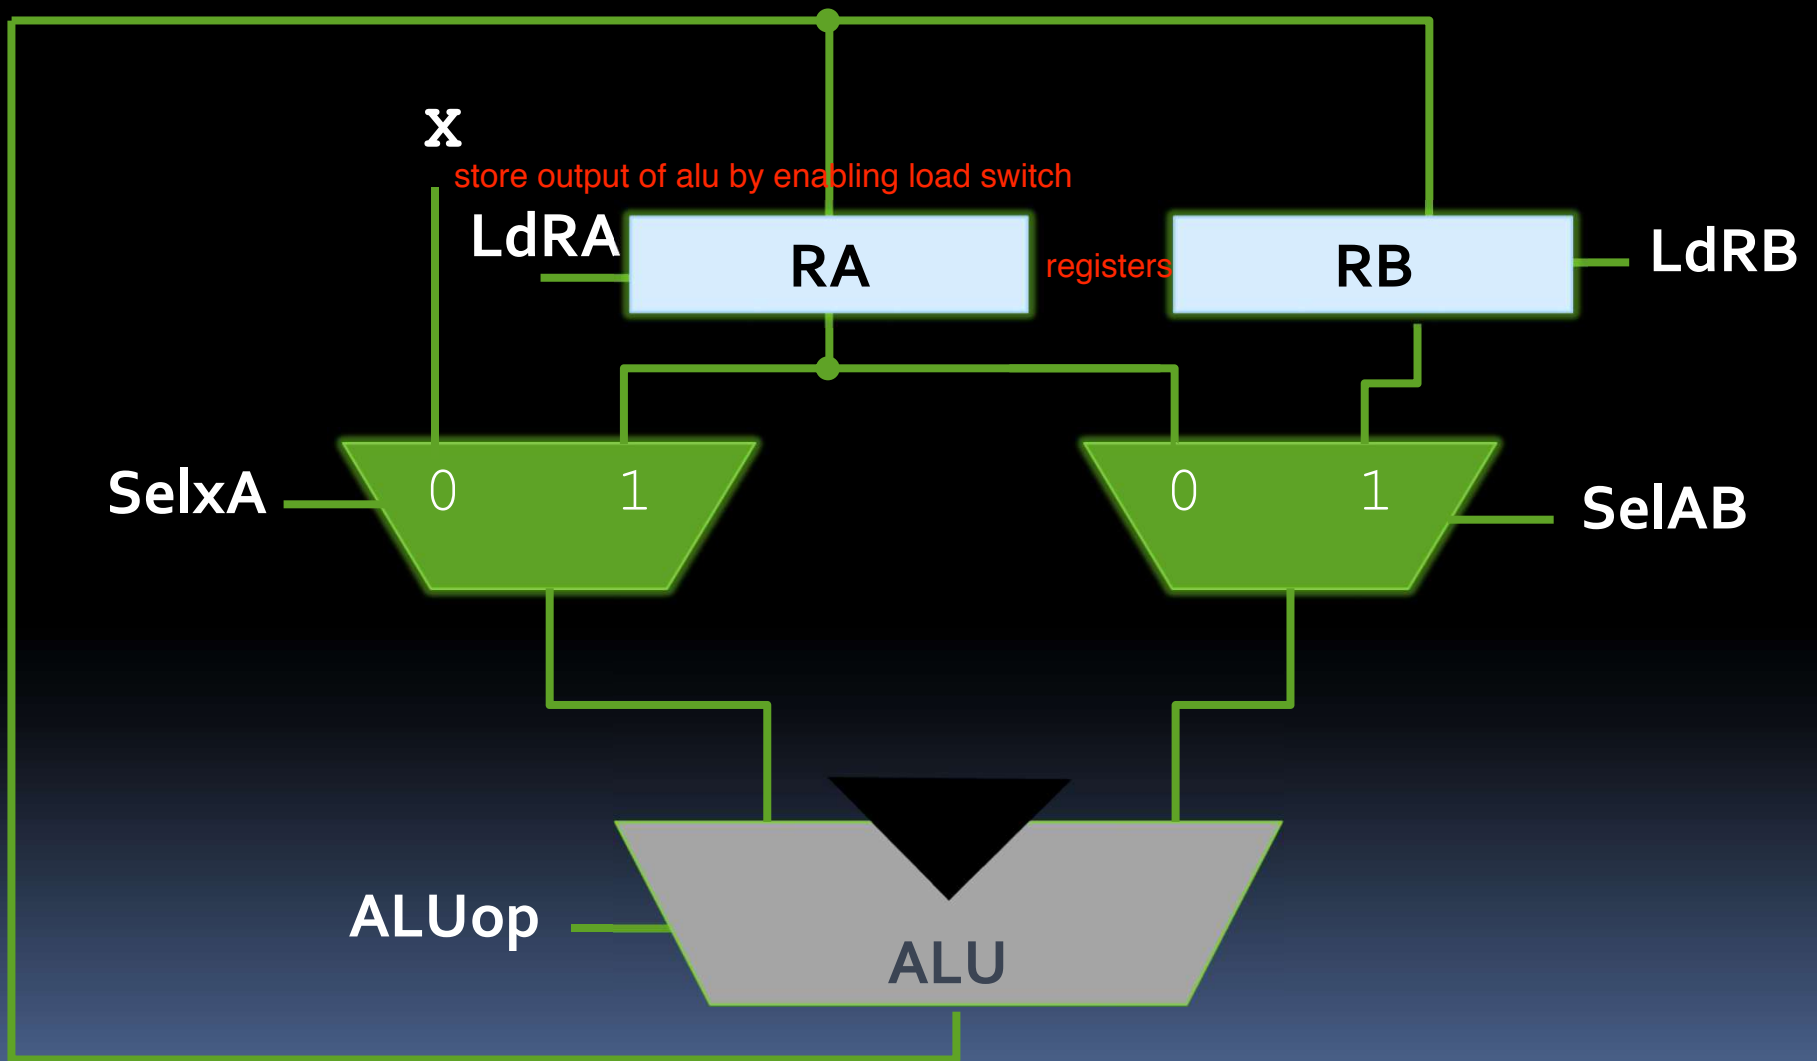 x
store output of alu by enabling load switch
LdRA
RA
registers
RB
LdRB
SelxA
0
1
0
1
SelAB
ALUop
ALU